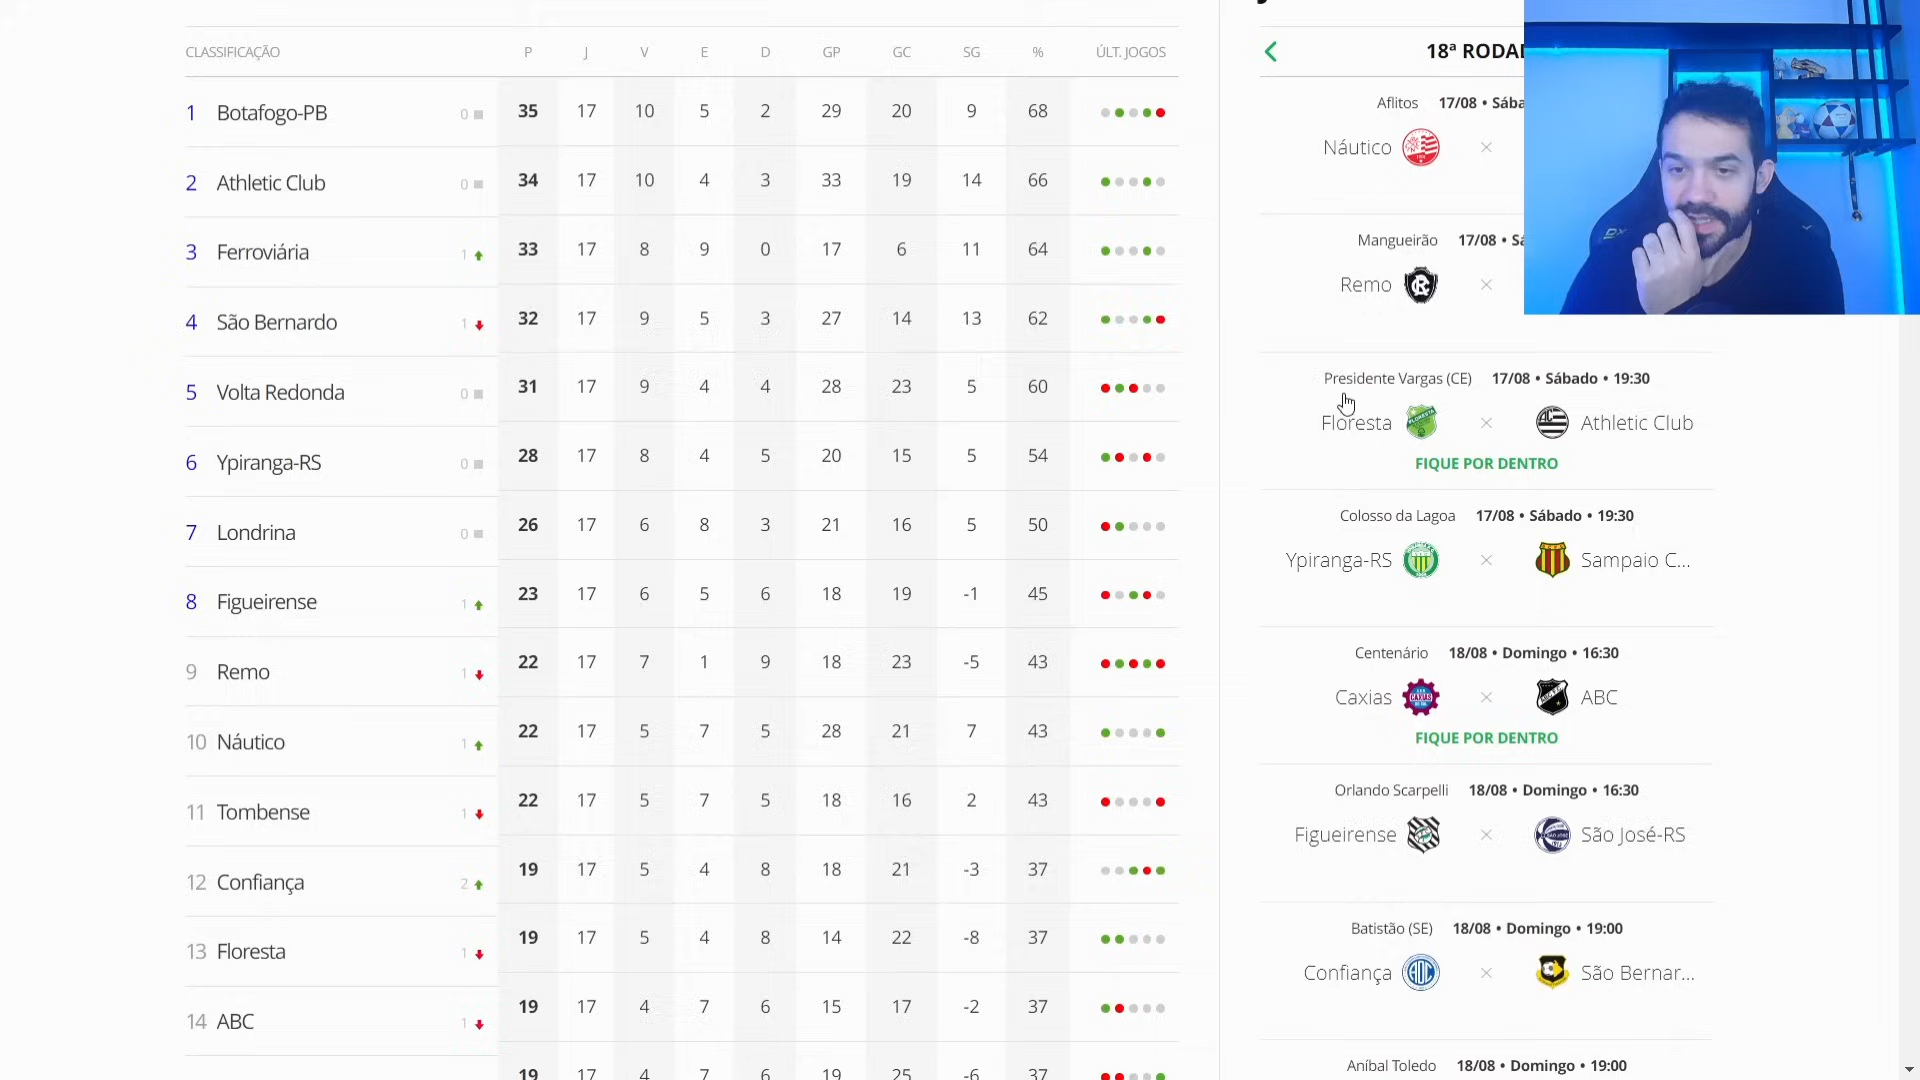 CLASSIFICAÇÃO P J V E D GP GC SG % ÚLT. JOGOS
1 Botafogo-PB 0 35 17 10 5 2 29 20 9 68
2 Athletic Club 0 34 17 10 4 3 33 19 14 66
3 Ferroviária 1 33 17 8 9 0 17 6 11 64
4 São Bernardo 1 32 17 9 5 3 27 14 13 62
5 Volta Redonda 0 31 17 9 4 4 28 23 5 60
6 Ypiranga-RS 0 28 17 8 4 5 20 15 5 54
7 Londrina 0 26 17 6 8 3 21 16 5 50
8 Figueirense 1 23 17 6 5 6 18 19 -1 45
9 Remo 1 22 17 7 1 9 18 23 -5 43
10 Náutico 1 22 17 5 7 5 28 21 7 43
11 Tombense 1 22 17 5 7 5 18 16 2 43
12 Confiança 2 19 17 5 4 8 18 21 -3 37
13 Floresta 1 19 17 5 4 8 14 22 -8 37
14 ABC 1 19 17 4 7 6 15 17 -2 37
19 17 4 7 6 19 25 -6 37
18ª RODA
Aflitos 17/08 • Sába
Náutico ×
Mangueirão 17/08 • Sá
Remo ×
Presidente Vargas (CE) 17/08 • Sábado • 19:30
Floresta × Athletic Club
FIQUE POR DENTRO
Colosso da Lagoa 17/08 • Sábado • 19:30
Ypiranga-RS × Sampaio C...
Centenário 18/08 • Domingo • 16:30
Caxias × ABC
FIQUE POR DENTRO
Orlando Scarpelli 18/08 • Domingo • 16:30
Figueirense × São José-RS
Batistão (SE) 18/08 • Domingo • 19:00
Confiança × São Bernar...
Aníbal Toledo 18/08 • Domingo • 19:00